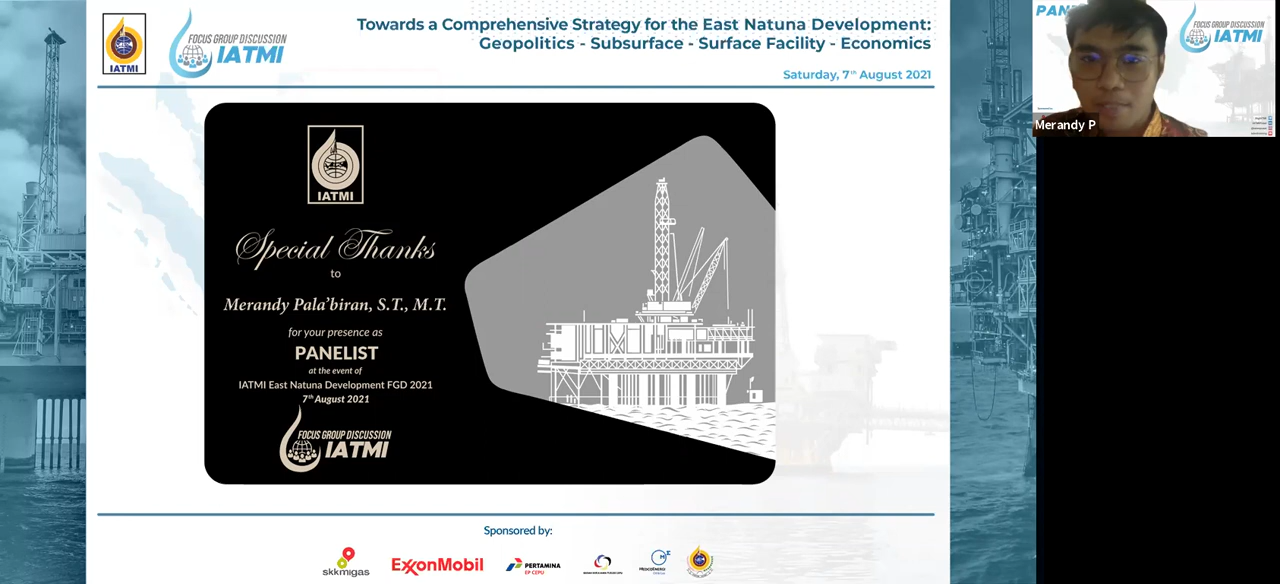 IATMI
FOCUS GROUP DISCUSSION
IATMI
Towards a Comprehensive Strategy for the East Natuna Development:
Geopolitics - Subsurface - Surface Facility - Economics
Saturday, 7th August 2021
IATMI
Special Thanks
to
Merandy Pala'biran, S.T., M.T.
for your presence as
PANELIST
at the event of
IATMI East Natuna Development FGD 2021
7th August 2021
FOCUS GROUP DISCUSSION
IATMI
Sponsored by:
skkmigas
ExxonMobil
PERTAMINA
EP CEPU
FOCUS GROUP DISCUSSION
IATMI
Merandy P